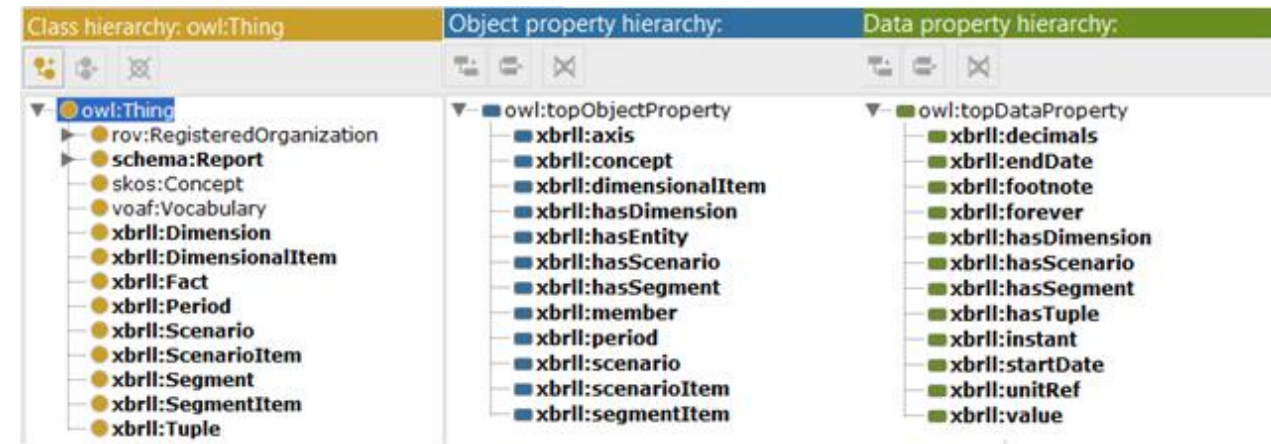 Class hierarchy: owl:Thing
owl:Thing
rov:RegisteredOrganization
schema:Report
skos:Concept
voaf:Vocabulary
xbrll:Dimension
xbrll:DimensionalItem
xbrll:Fact
xbrll:Period
xbrll:Scenario
xbrll:ScenarioItem
xbrll:Segment
xbrll:SegmentItem
xbrll:Tuple
Object property hierarchy:
owl:topObjectProperty
xbrll:axis
xbrll:concept
xbrll:dimensionalItem
xbrll:hasDimension
xbrll:hasEntity
xbrll:hasScenario
xbrll:hasSegment
xbrll:member
xbrll:period
xbrll:scenario
xbrll:scenarioItem
xbrll:segmentItem
Data property hierarchy:
owl:topDataProperty
xbrll:decimals
xbrll:endDate
xbrll:footnote
xbrll:forever
xbrll:hasDimension
xbrll:hasScenario
xbrll:hasSegment
xbrll:hasTuple
xbrll:instant
xbrll:startDate
xbrll:unitRef
xbrll:value